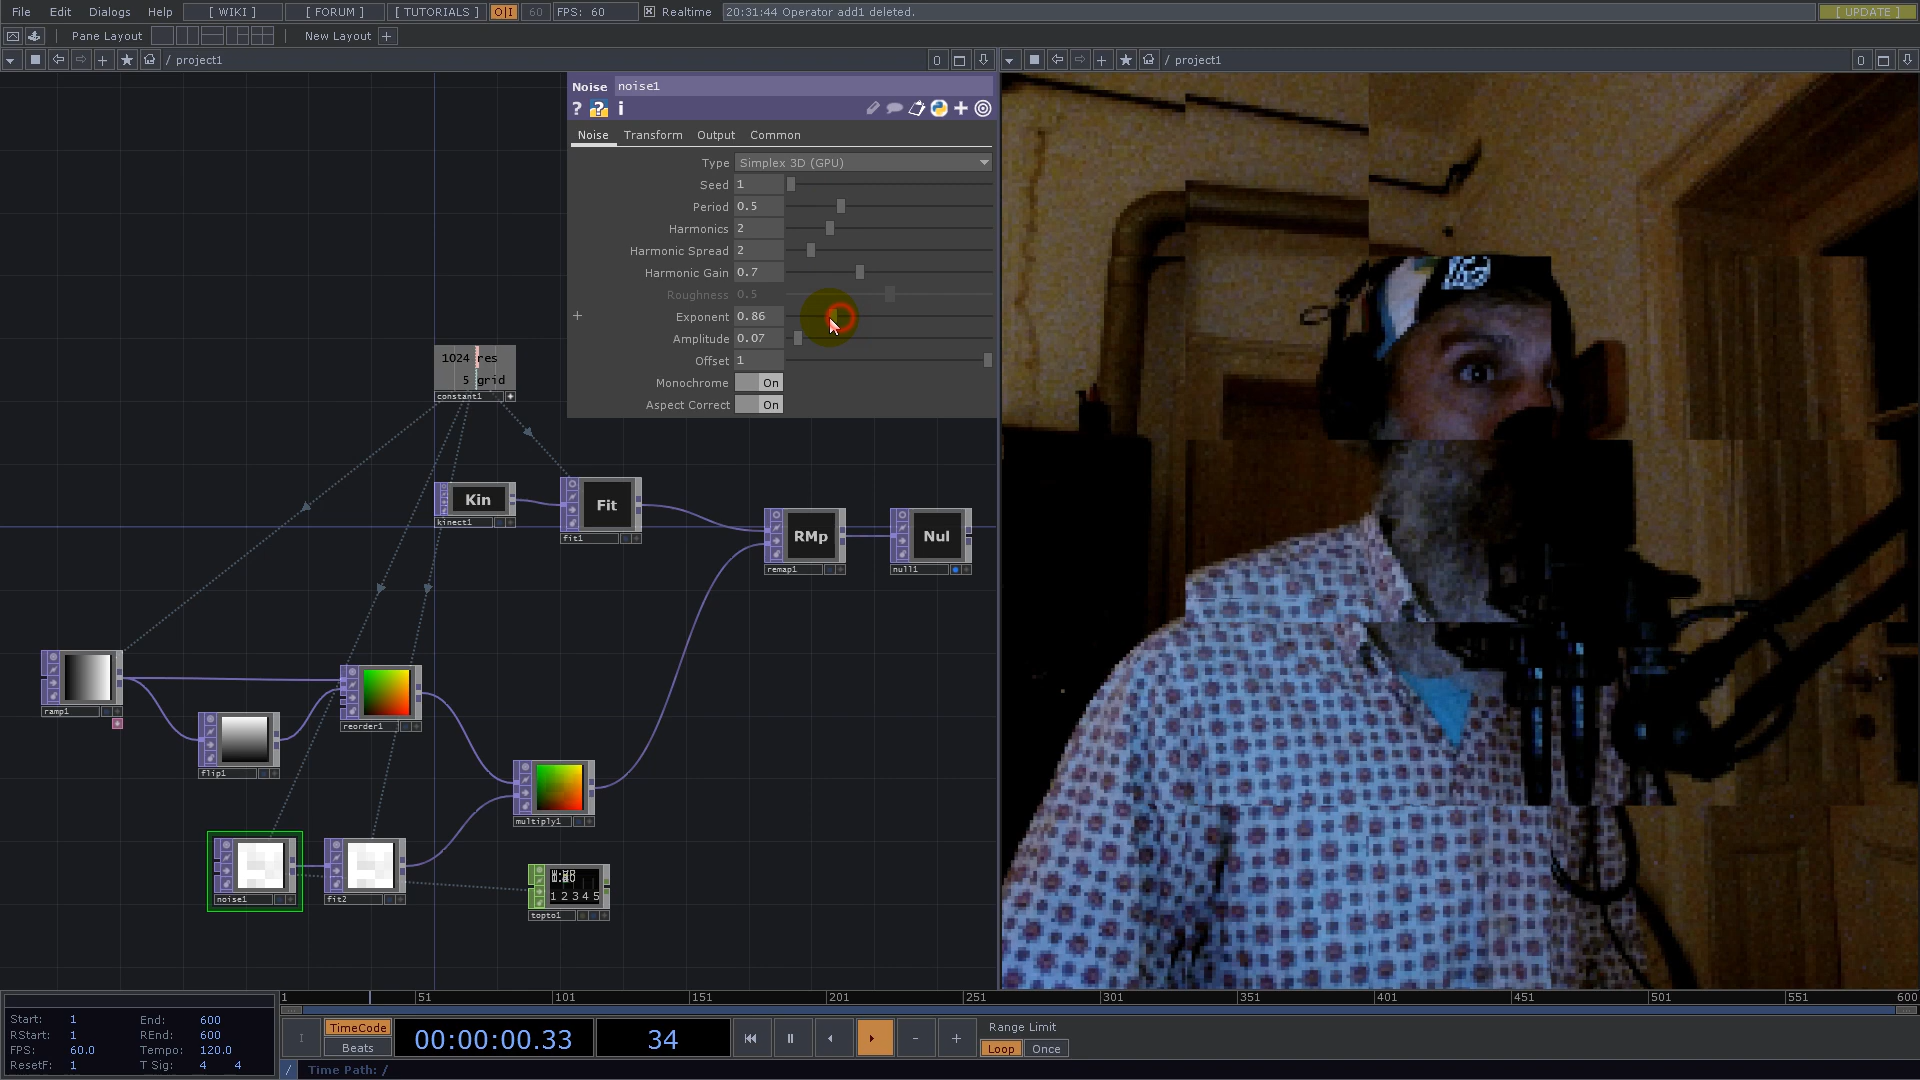 File Edit Dialogs Help [ WIKI ] [ FORUM ] [ TUTORIALS ] O|I 60 FPS: 60 Realtime 20:31:44 Operator add1 deleted. [ UPDATE ]
Pane Layout New Layout +
/ project1 0
/ project1 0
Noise noise1
? ? i
Noise Transform Output Common
Type Simplex 3D (GPU)
Seed 1
Period 0.5
Harmonics 2
Harmonic Spread 2
Harmonic Gain 0.7
Roughness 0.5
+ Exponent 0.86
Amplitude 0.07
Offset 1
Monochrome On
Aspect Correct On
1024 res
5 grid
constant1
Kin
kinect1
Fit
fit1
RMp
remap1
Nul
null1
ramp1
reorder1
flip1
multiply1
noise1
fit2
1 2 3 4 5
topto1
1 51 101 151 201 251 301 351 401 451 501 551 600
Start: 1 End: 600
RStart: 1 REnd: 600
FPS: 60.0 Tempo: 120.0
ResetF: 1 T Sig: 4 4
I TimeCode
Beats
00:00:00.33 34
- +
Range Limit
Loop Once
/ Time Path: /